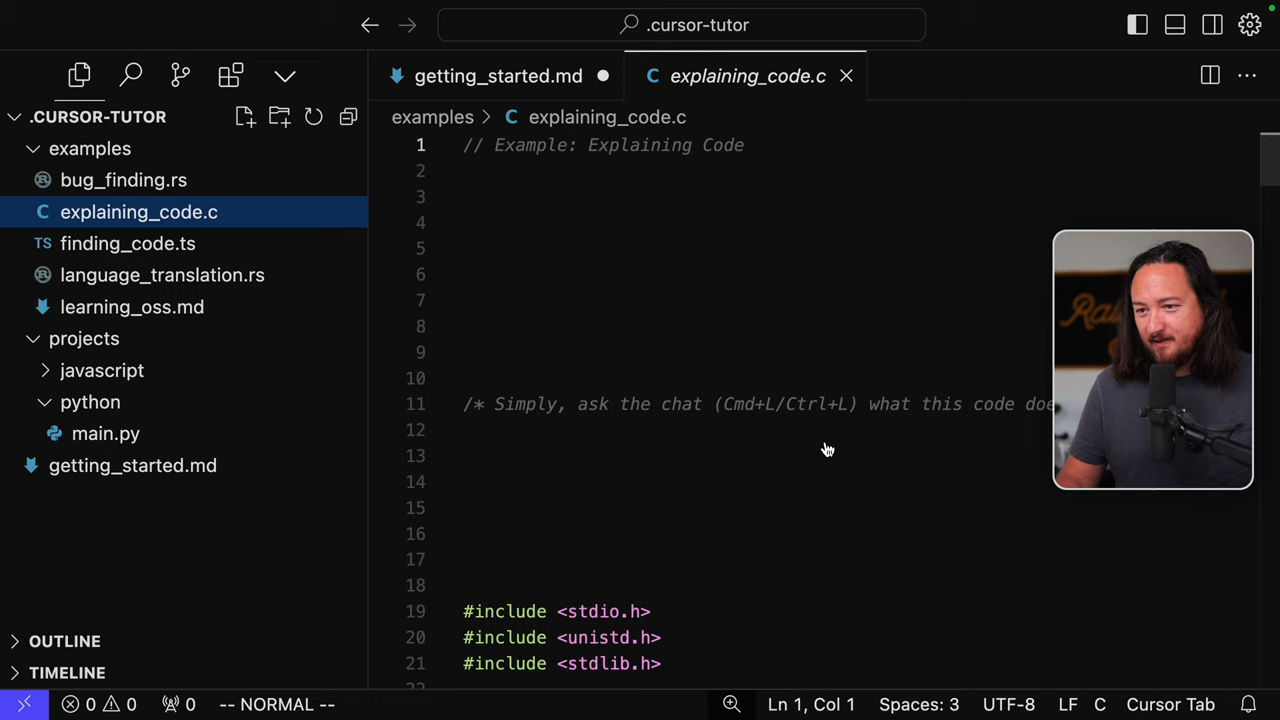 .cursor-tutor
getting_started.md
C explaining_code.c
.CURSOR-TUTOR
examples > C explaining_code.c
examples
bug_finding.rs
C explaining_code.c
TS finding_code.ts
language_translation.rs
learning_oss.md
projects
javascript
python
main.py
getting_started.md
1 // Example: Explaining Code
2
3
4
5
6
7
8
9
10
11 /* Simply, ask the chat (Cmd+L/Ctrl+L) what this code doe
12
13
14
15
16
17
18
19 #include <stdio.h>
20 #include <unistd.h>
21 #include <stdlib.h>
OUTLINE
TIMELINE
0 0 0 -- NORMAL -- Ln 1, Col 1 Spaces: 3 UTF-8 LF C Cursor Tab